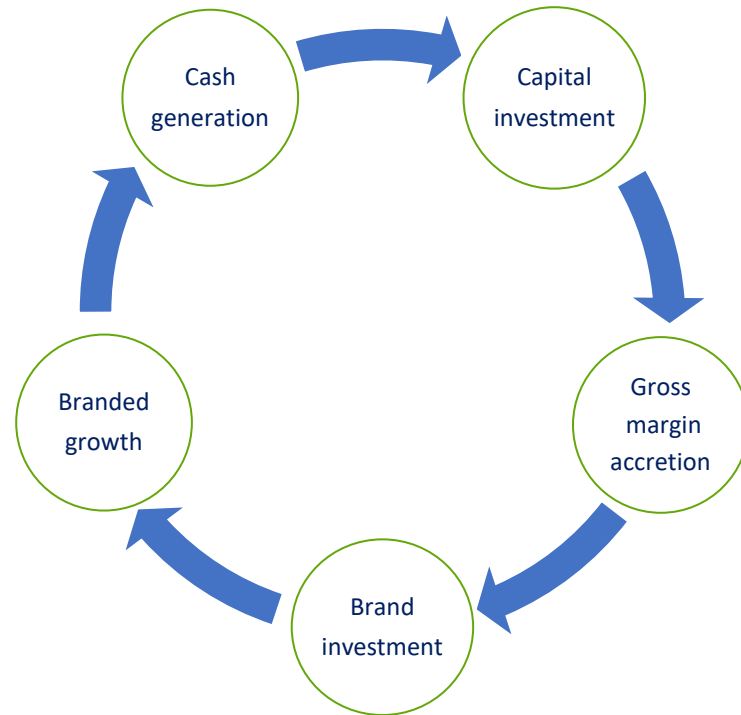 Cash
generation
Capital
investment
Gross
margin
accretion
Brand
investment
Branded
growth